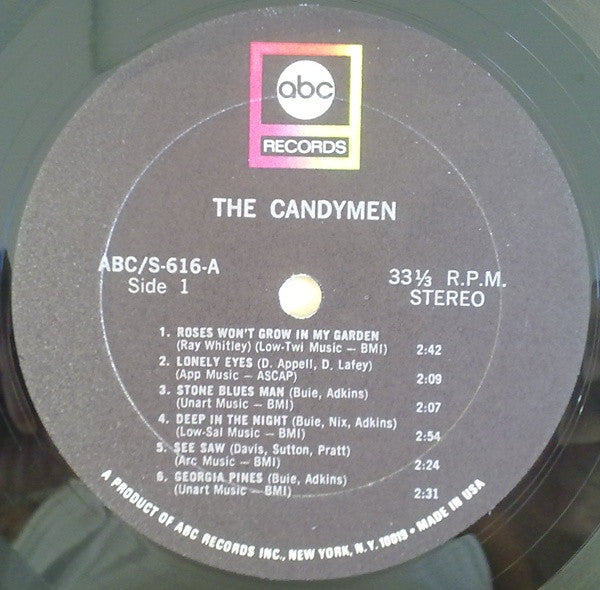 abc
RECORDS
THE CANDYMEN
ABC/S-616-A
Side 1
33⅓ R.P.M.
STEREO
1. ROSES WON'T GROW IN MY GARDEN
(Ray Whitley) (Low-Twi Music — BMI) 2:42
2. LONELY EYES (D. Appell, D. Lafey)
(App Music — ASCAP) 2:09
3. STONE BLUES MAN (Buie, Adkins)
(Unart Music — BMI) 2:07
4. DEEP IN THE NIGHT (Buie, Nix, Adkins)
(Low-Sal Music — BMI) 2:54
5. SEE SAW (Davis, Sutton, Pratt)
(Arc Music — BMI) 2:24
6. GEORGIA PINES (Buie, Adkins)
(Unart Music — BMI) 2:31
A PRODUCT OF ABC RECORDS INC., NEW YORK, N.Y. 10019 • MADE IN USA